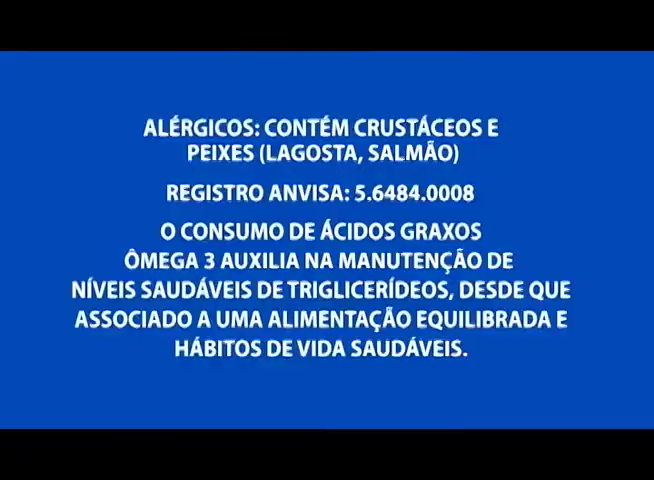 ALÉRGICOS: CONTÉM CRUSTÁCEOS E
PEIXES (LAGOSTA, SALMÃO)
REGISTRO ANVISA: 5.6484.0008
O CONSUMO DE ÁCIDOS GRAXOS
ÔMEGA 3 AUXILIA NA MANUTENÇÃO DE
NÍVEIS SAUDÁVEIS DE TRIGLICERÍDEOS, DESDE QUE
ASSOCIADO A UMA ALIMENTAÇÃO EQUILIBRADA E
HÁBITOS DE VIDA SAUDÁVEIS.